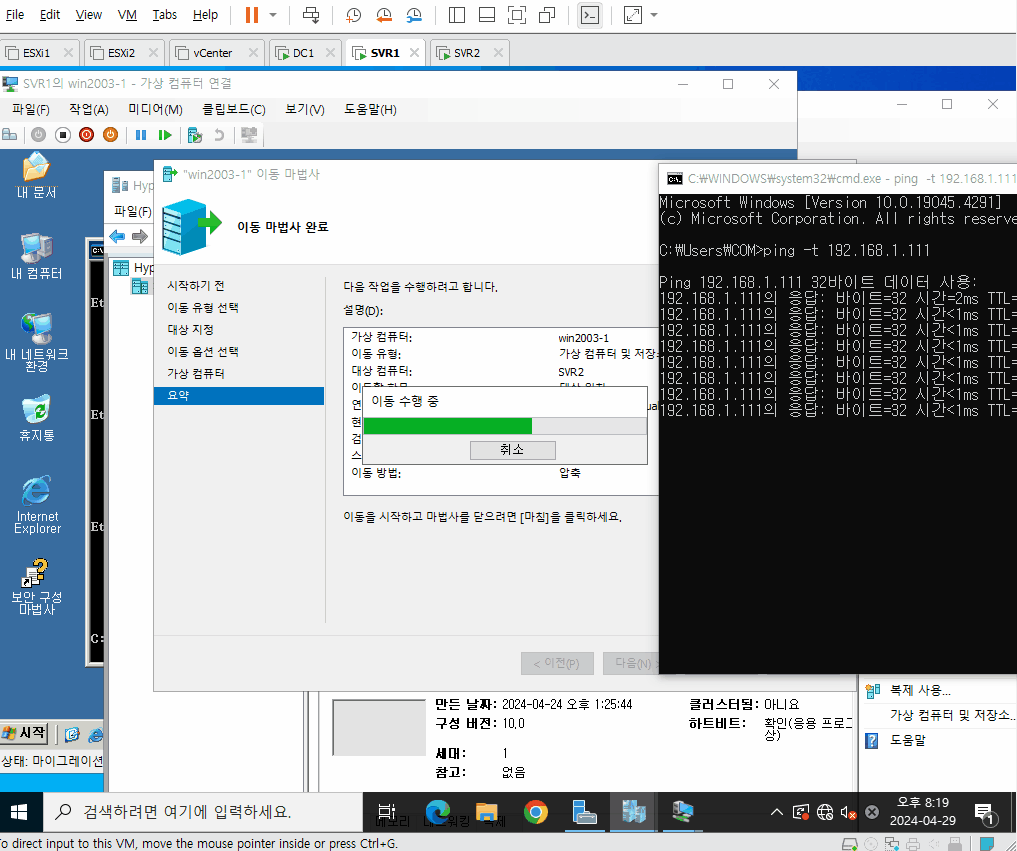 File Edit View VM Tabs Help
ESXi1 ESXi2 vCenter DC1 SVR1 SVR2
SVR1의 win2003-1 - 가상 컴퓨터 연결
파일(F) 작업(A) 미디어(M) 클립보드(C) 보기(V) 도움말(H)
내 문서
내 컴퓨터
내 네트워크
환경
휴지통
Internet
Explorer
보안 구성
마법사
시작
상태: 마이그레이션
Hyp
파일(F)
Hyp
Et
Et
Et
C:
"win2003-1" 이동 마법사
이동 마법사 완료
시작하기 전
이동 유형 선택
대상 지정
이동 옵션 선택
가상 컴퓨터
요약
다음 작업을 수행하려고 합니다.
설명(D):
가상 컴퓨터: win2003-1
이동 유형: 가상 컴퓨터 및 저장소
대상 컴퓨터: SVR2
이동 수행 중
취소
이동 방법: 압축
이동을 시작하고 마법사를 닫으려면 [마침]을 클릭하세요.
< 이전(P) 다음(N) >
C:\WINDOWS\system32\cmd.exe - ping -t 192.168.1.111
Microsoft Windows [Version 10.0.19045.4291]
(c) Microsoft Corporation. All rights reserve
C:\Users\COM>ping -t 192.168.1.111
Ping 192.168.1.111 32바이트 데이터 사용:
192.168.1.111의 응답: 바이트=32 시간=2ms TTL=
192.168.1.111의 응답: 바이트=32 시간<1ms TTL=
192.168.1.111의 응답: 바이트=32 시간<1ms TTL=
192.168.1.111의 응답: 바이트=32 시간<1ms TTL=
192.168.1.111의 응답: 바이트=32 시간<1ms TTL=
192.168.1.111의 응답: 바이트=32 시간<1ms TTL=
192.168.1.111의 응답: 바이트=32 시간<1ms TTL=
192.168.1.111의 응답: 바이트=32 시간<1ms TTL=
만든 날짜: 2024-04-24 오후 1:25:44 클러스터됨: 아니요
구성 버전: 10.0 하트비트: 확인(응용 프로그
상)
세대: 1
참고: 없음
복제 사용...
가상 컴퓨터 및 저장소...
도움말
검색하려면 여기에 입력하세요.
오후 8:19
2024-04-29
1
To direct input to this VM, move the mouse pointer inside or press Ctrl+G.